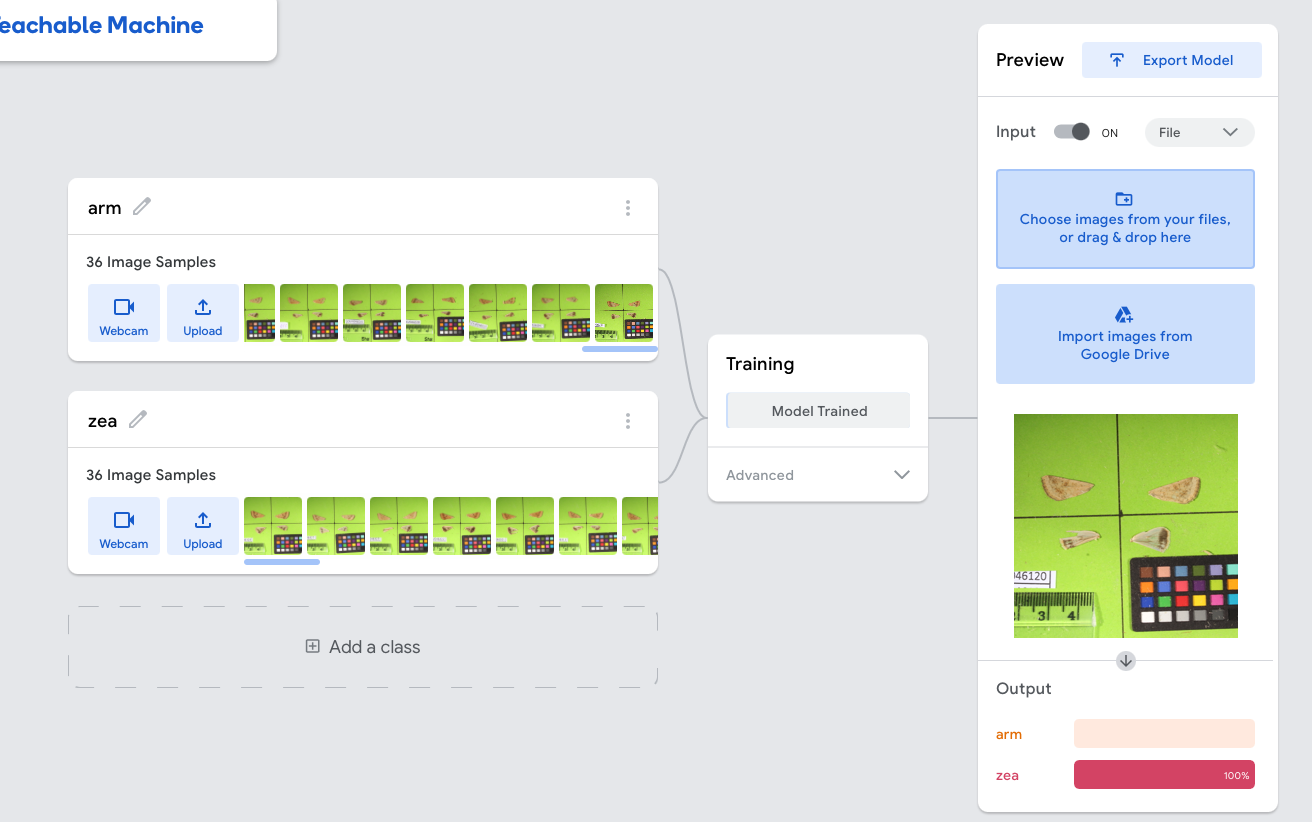 eachable Machine
arm
36 Image Samples
Webcam
Upload
zea
36 Image Samples
Webcam
Upload
Add a class
Training
Model Trained
Advanced
Preview
Export Model
Input
ON
File
Choose images from your files,
or drag & drop here
Import images from
Google Drive
46120
3 4
Output
arm
zea
100%